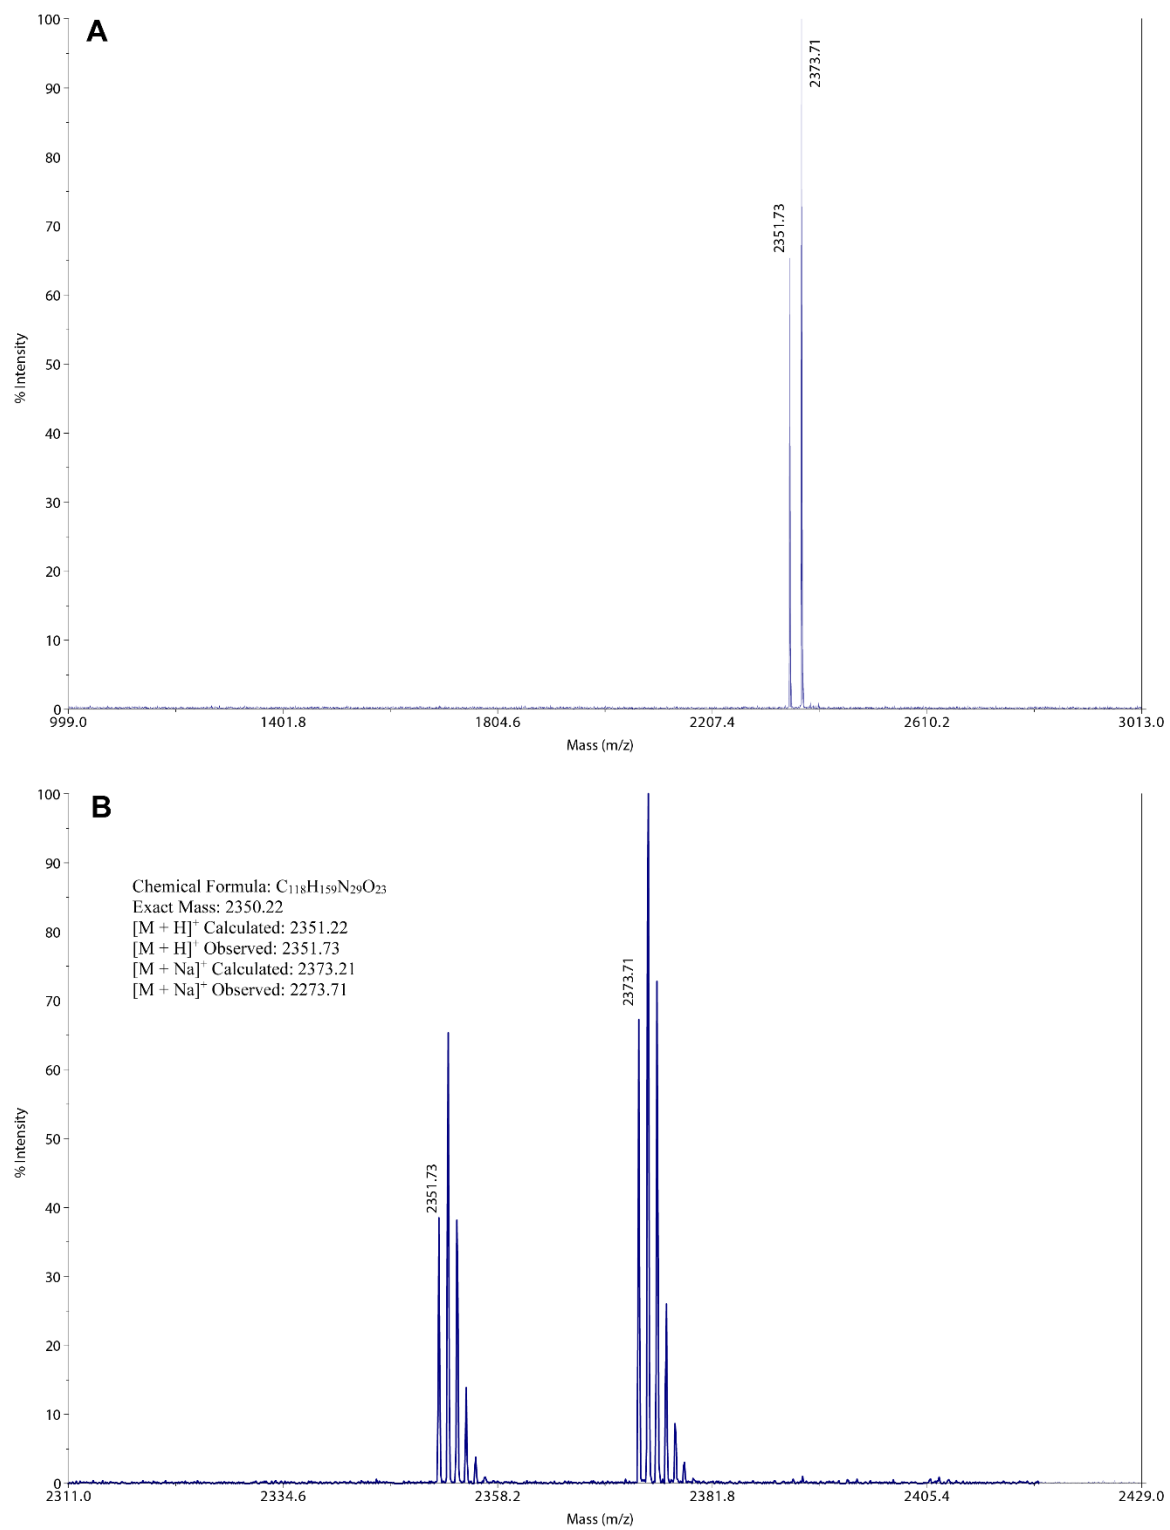 A
100
90
80
70
60
50
40
30
20
10
0
% Intensity
2351.73
2373.71
999.0 1401.8 1804.6 2207.4 2610.2 3013.0
Mass (m/z)
B
100
90
80
70
60
50
40
30
20
10
0
% Intensity
Chemical Formula: C₁₁₈H₁₅₉N₂₉O₂₃
Exact Mass: 2350.22
[M + H]⁺ Calculated: 2351.22
[M + H]⁺ Observed: 2351.73
[M + Na]⁺ Calculated: 2373.21
[M + Na]⁺ Observed: 2273.71
2351.73
2373.71
2311.0 2334.6 2358.2 2381.8 2405.4 2429.0
Mass (m/z)